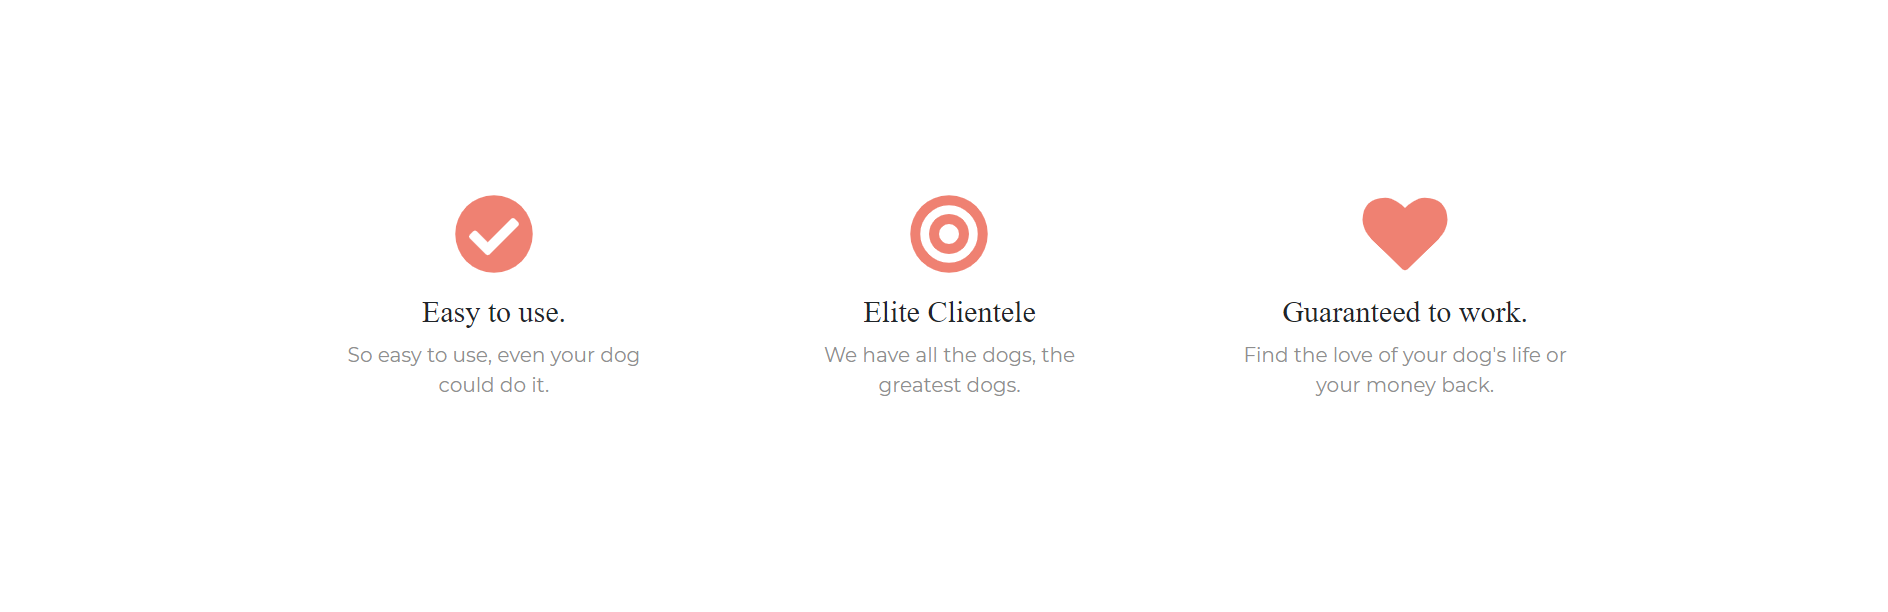 Easy to use.
So easy to use, even your dog
could do it.
Elite Clientele
We have all the dogs, the
greatest dogs.
Guaranteed to work.
Find the love of your dog's life or
your money back.